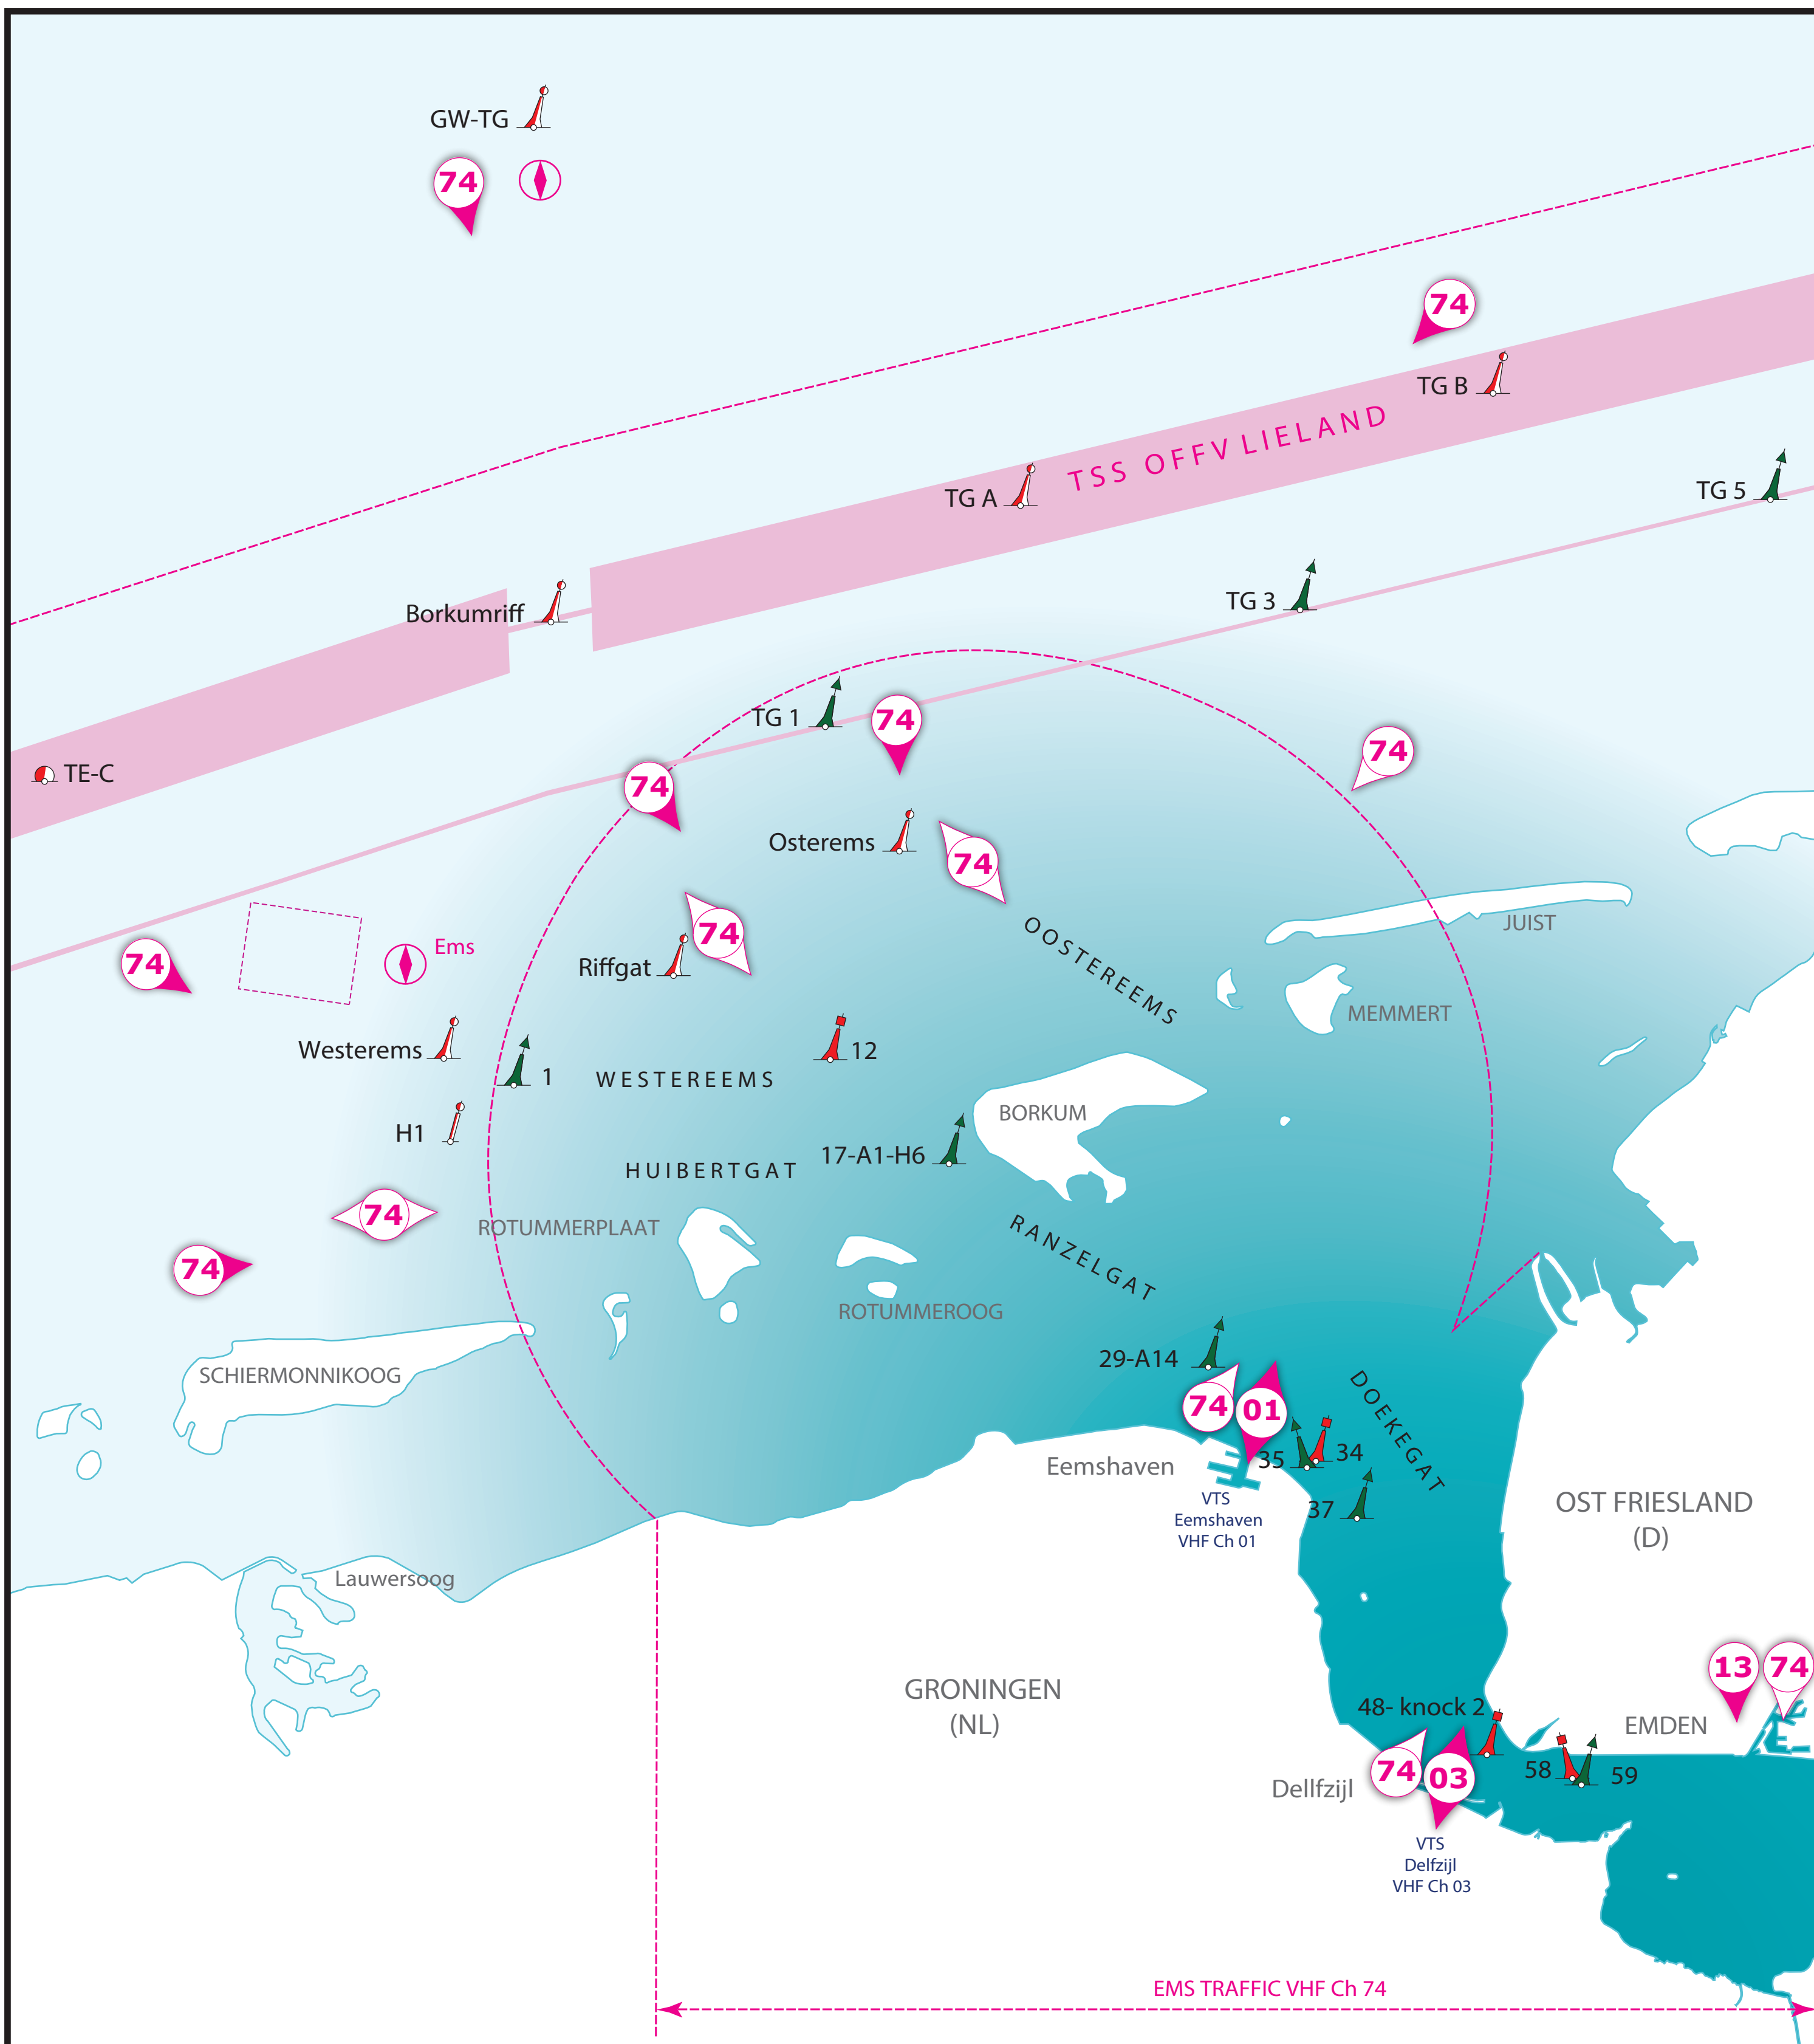 GW-TG
74
74
TG B
TSS OFFV LIELAND
TG A
TG 5
Borkumriff
TG 3
TG 1
74
74
TE-C
74
Osterems
74
74
Riffgat
OOSTEREEMS
JUIST
74
Ems
MEMMERT
Westerems
12
1
WESTEREEMS
BORKUM
H1
17-A1-H6
HUIBERTGAT
74
ROTUMMERPLAAT
RANZELGAT
74
ROTUMMEROOG
29-A14
SCHIERMONNIKOOG
74
01
DOEKEGAT
35
34
Eemshaven
VTS
Eemshaven
VHF Ch 01
37
OST FRIESLAND
(D)
Lauwersoog
GRONINGEN
(NL)
13
74
48- knock 2
EMDEN
74
03
58
59
Dellfzijl
VTS
Delfzijl
VHF Ch 03
EMS TRAFFIC VHF Ch 74